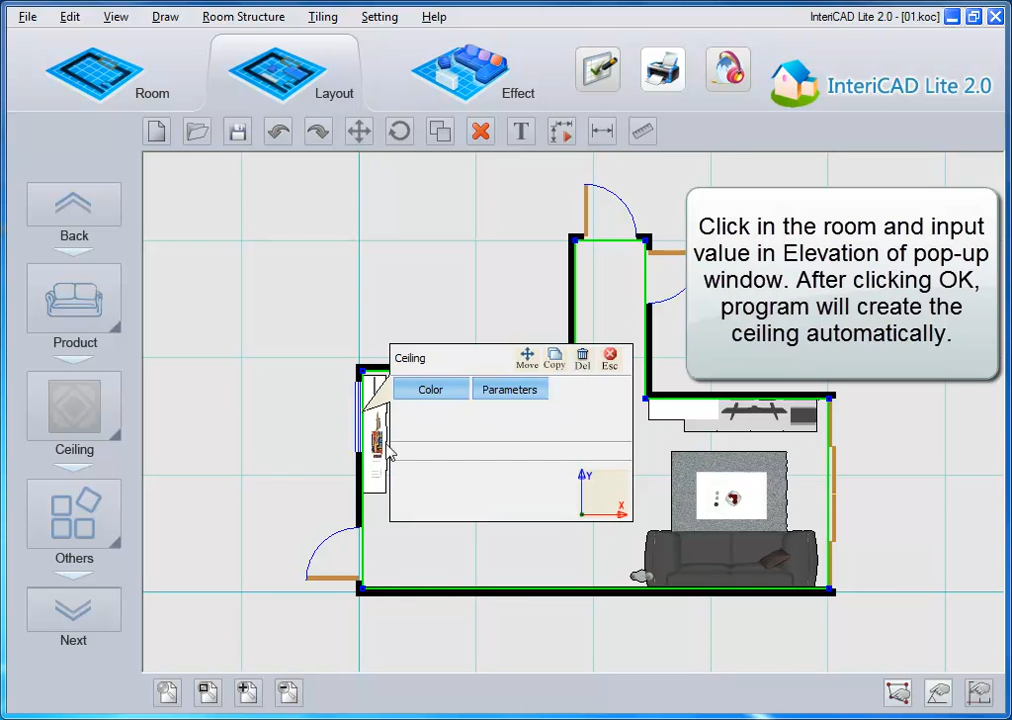 File Edit View Draw Room Structure Tiling Setting Help InteriCAD Lite 2.0 - [01.koc]
Room Layout Effect InteriCAD Lite 2.0
T
Back
Product
Ceiling
Others
Next
Click in the room and input
value in Elevation of pop-up
window. After clicking OK,
program will create the
ceiling automatically.
Ceiling Move Copy Del Esc
Color Parameters
Y
X